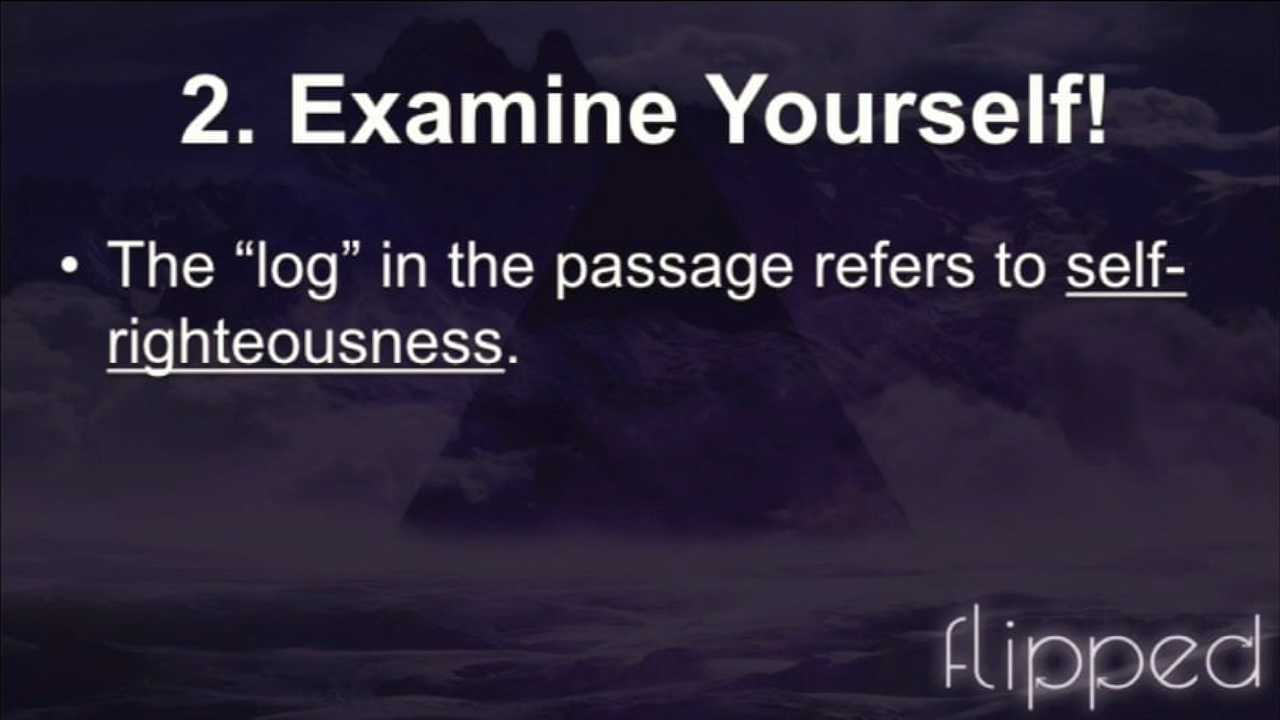 2. Examine Yourself!
• The “log” in the passage refers to self-
righteousness.
flipped